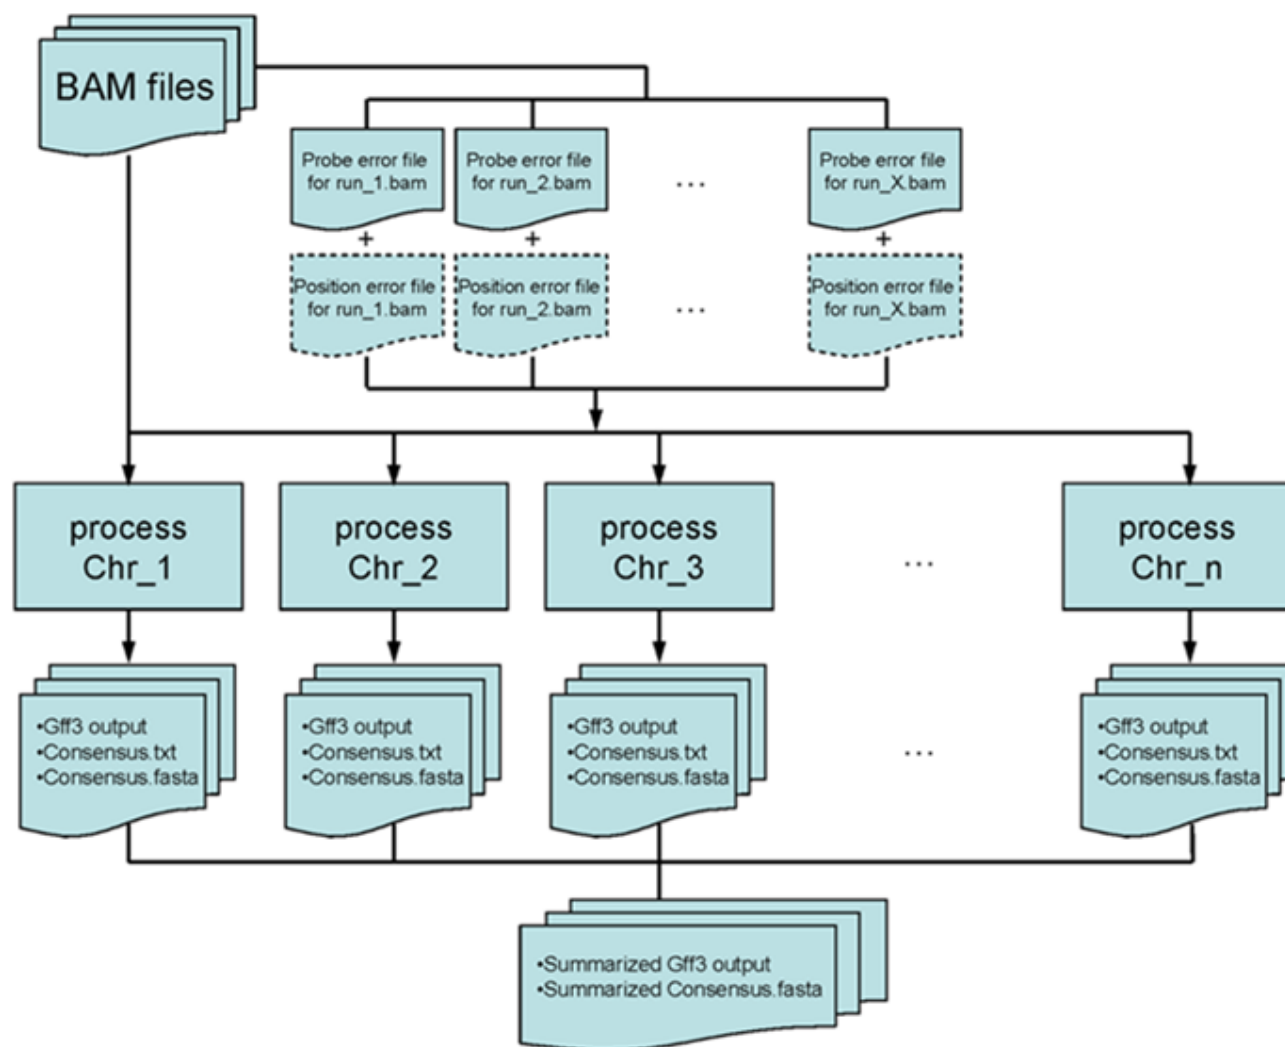 BAM files
Probe error file
for run_1.bam
Probe error file
for run_2.bam
...
Probe error file
for run_X.bam
+
+
+
Position error file
for run_1.bam
Position error file
for run_2.bam
...
Position error file
for run_X.bam
process
Chr_1
process
Chr_2
process
Chr_3
...
process
Chr_n
•Gff3 output
•Consensus.txt
•Consensus.fasta
•Gff3 output
•Consensus.txt
•Consensus.fasta
•Gff3 output
•Consensus.txt
•Consensus.fasta
...
•Gff3 output
•Consensus.txt
•Consensus.fasta
•Summarized Gff3 output
•Summarized Consensus.fasta